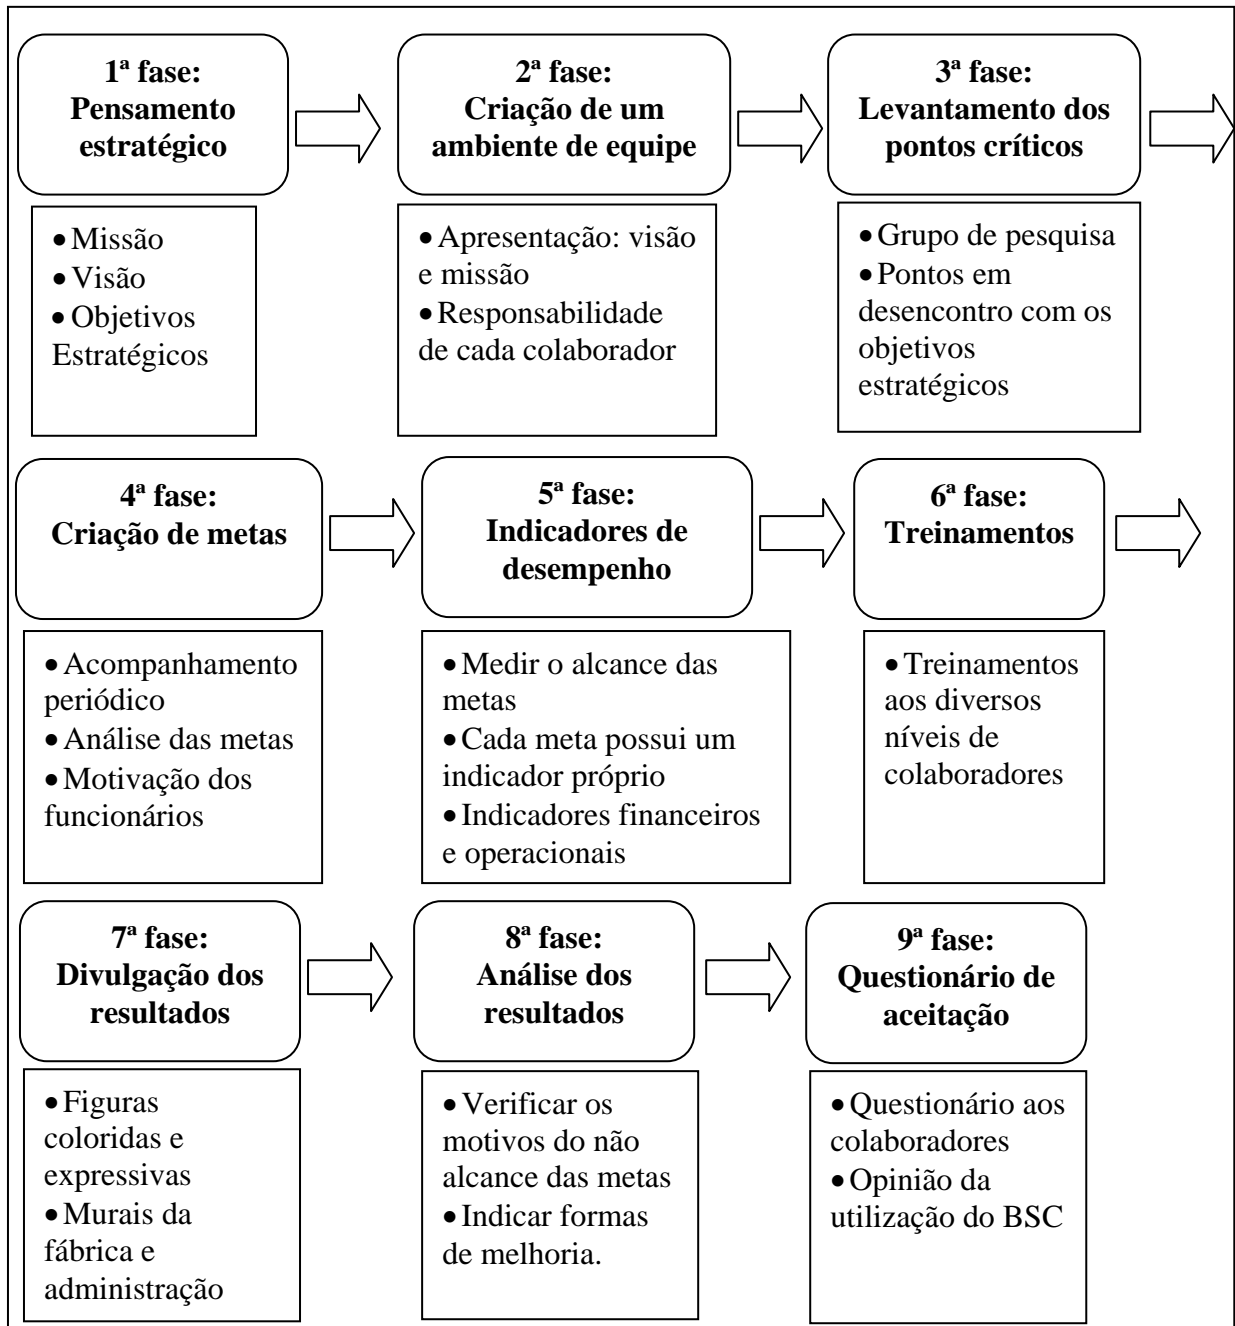 1ª fase:
Pensamento
estratégico
2ª fase:
Criação de um
ambiente de equipe
3ª fase:
Levantamento dos
pontos críticos
• Missão
• Visão
• Objetivos
Estratégicos
• Apresentação: visão
e missão
• Responsabilidade
de cada colaborador
• Grupo de pesquisa
• Pontos em
desencontro com os
objetivos
estratégicos
4ª fase:
Criação de metas
5ª fase:
Indicadores de
desempenho
6ª fase:
Treinamentos
• Acompanhamento
periódico
• Análise das metas
• Motivação dos
funcionários
• Medir o alcance das
metas
• Cada meta possui um
indicador próprio
• Indicadores financeiros
e operacionais
• Treinamentos
aos diversos
níveis de
colaboradores
7ª fase:
Divulgação dos
resultados
8ª fase:
Análise dos
resultados
9ª fase:
Questionário de
aceitação
• Figuras
coloridas e
expressivas
• Murais da
fábrica e
administração
• Verificar os
motivos do não
alcance das metas
• Indicar formas
de melhoria.
• Questionário aos
colaboradores
• Opinião da
utilização do BSC